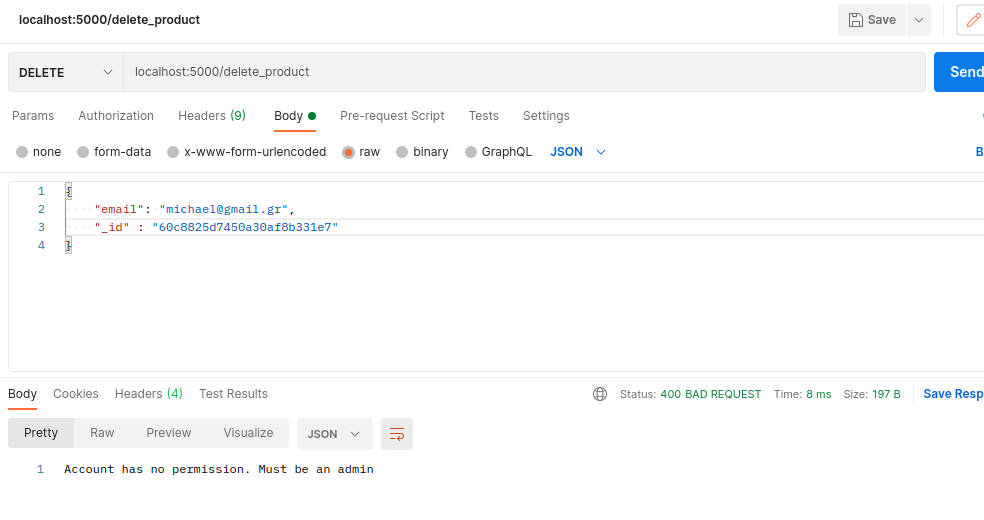 localhost:5000/delete_product
Save
DELETE localhost:5000/delete_product Send
Params Authorization Headers (9) Body Pre-request Script Tests Settings
none form-data x-www-form-urlencoded raw binary GraphQL JSON B
1 {
2 "email": "michael@gmail.gr",
3 "_id" : "60c8825d7450a30af8b331e7"
4 }
Body Cookies Headers (4) Test Results Status: 400 BAD REQUEST Time: 8 ms Size: 197 B Save Resp
Pretty Raw Preview Visualize JSON
1 Account has no permission. Must be an admin